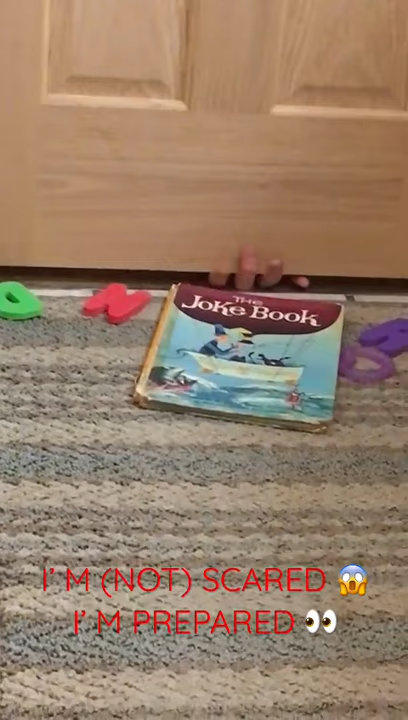 THE
Joke Book
D N
I'M (NOT) SCARED 😱
I'M PREPARED 👀